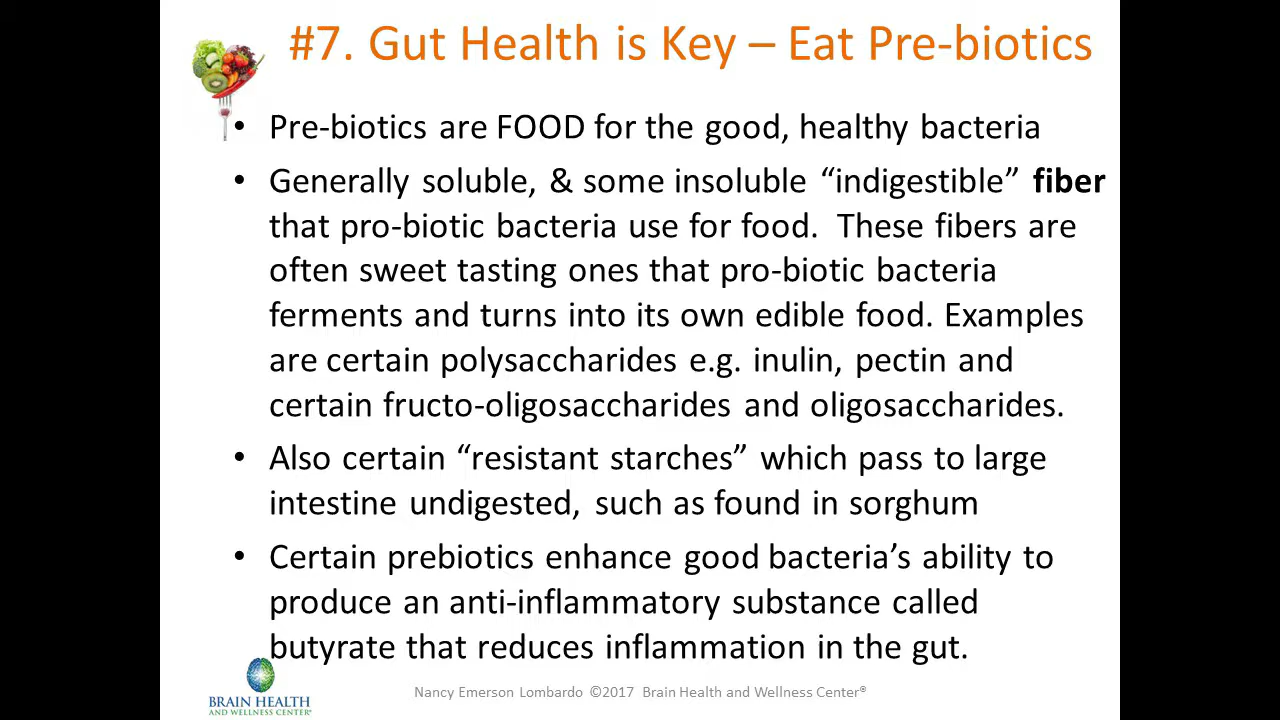 #7. Gut Health is Key – Eat Pre-biotics
• Pre-biotics are FOOD for the good, healthy bacteria
• Generally soluble, & some insoluble “indigestible” fiber
that pro-biotic bacteria use for food.  These fibers are
often sweet tasting ones that pro-biotic bacteria
ferments and turns into its own edible food. Examples
are certain polysaccharides e.g. inulin, pectin and
certain fructo-oligosaccharides and oligosaccharides.
• Also certain “resistant starches” which pass to large
intestine undigested, such as found in sorghum
• Certain prebiotics enhance good bacteria’s ability to
produce an anti-inflammatory substance called
butyrate that reduces inflammation in the gut.
Nancy Emerson Lombardo ©2017  Brain Health and Wellness Center®
BRAIN HEALTH
AND WELLNESS CENTER®